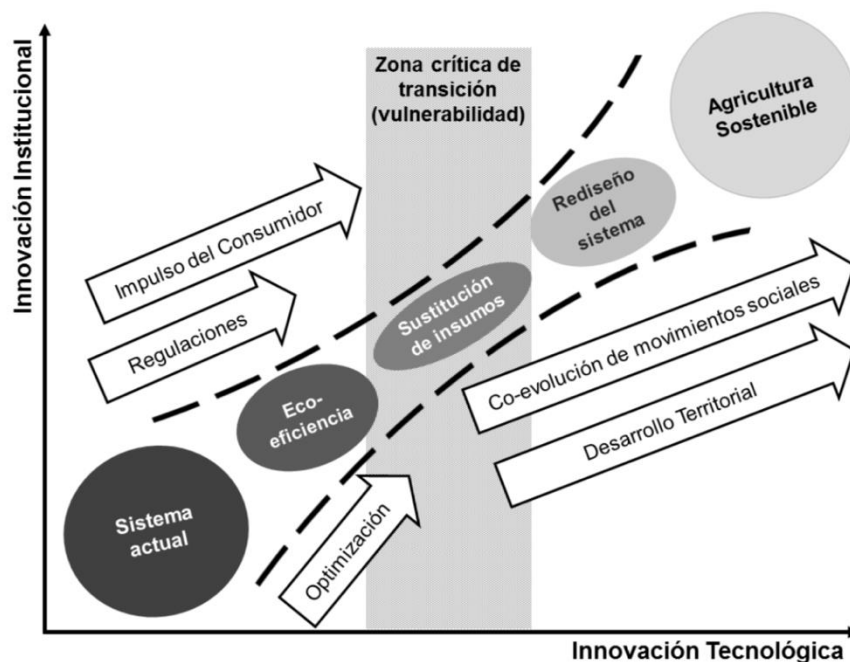 Innovación Institucional
Zona crítica de
transición
(vulnerabilidad)
Agricultura
Sostenible
Rediseño
del
sistema
Impulso del Consumidor
Regulaciones
Sustitución
de insumos
Eco-
eficiencia
Co-evolución de movimientos sociales
Desarrollo Territorial
Sistema
actual
Optimización
Innovación Tecnológica